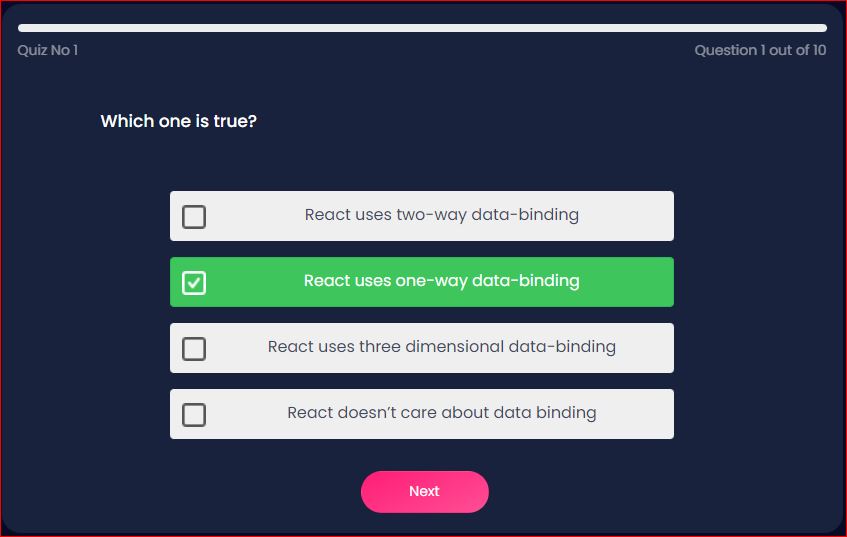 Quiz No 1
Question 1 out of 10
Which one is true?
React uses two-way data-binding
React uses one-way data-binding
React uses three dimensional data-binding
React doesn’t care about data binding
Next